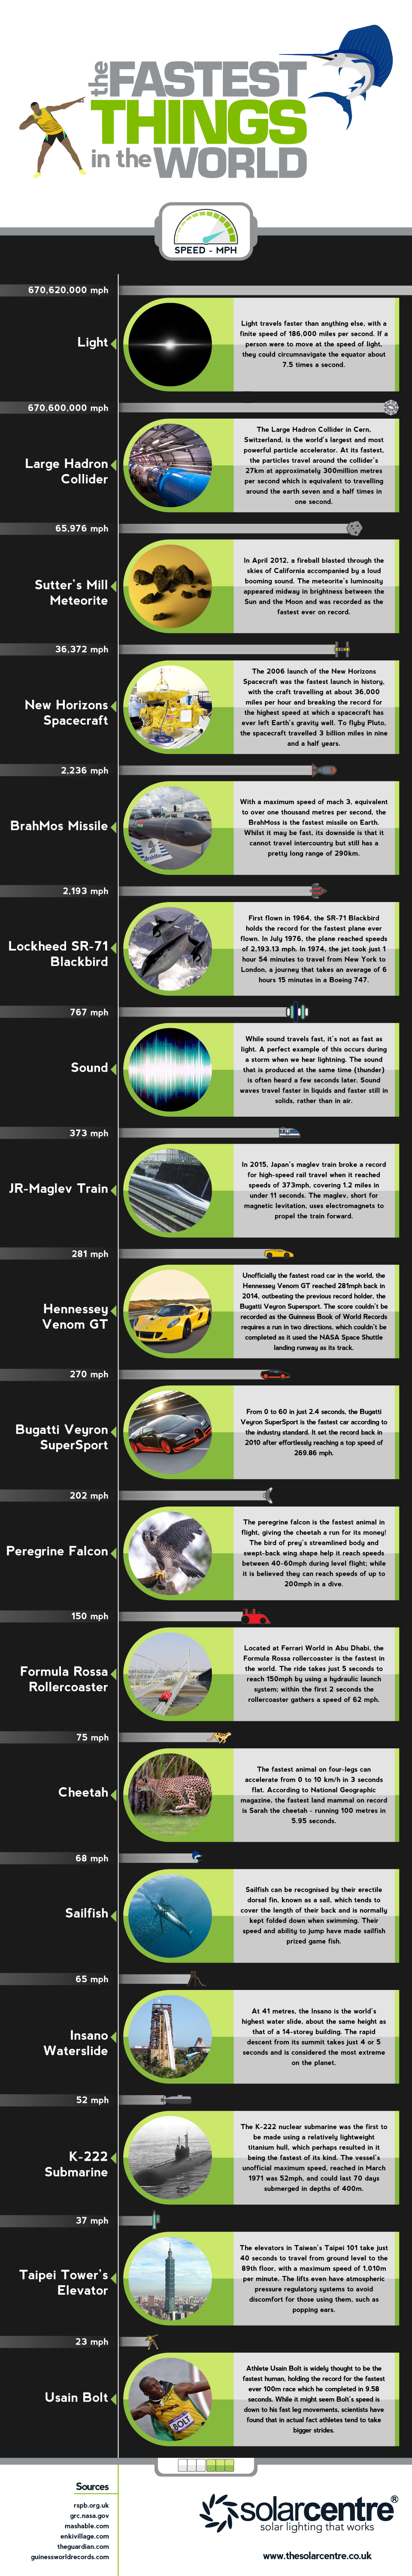 the FASTEST
THINGS
in the WORLD
SPEED - MPH
670,620,000 mph
Light
Light travels faster than anything else, with a
finite speed of 186,000 miles per second. If a
person were to move at the speed of light,
they could circumnavigate the equator about
7.5 times a second.
670,600,000 mph
Large Hadron
Collider
The Large Hadron Collider in Cern,
Switzerland, is the world's largest and most
powerful particle accelerator. At its fastest,
the particles travel around the collider's
27km at approximately 300million metres
per second which is equivalent to travelling
around the earth seven and a half times in
one second.
65,976 mph
Sutter's Mill
Meteorite
In April 2012, a fireball blasted through the
skies of California accompanied by a loud
booming sound. The meteorite's luminosity
appeared midway in brightness between the
Sun and the Moon and was recorded as the
fastest ever on record.
36,372 mph
New Horizons
Spacecraft
The 2006 launch of the New Horizons
Spacecraft was the fastest launch in history,
with the craft travelling at about 36,000
miles per hour and breaking the record for
the highest speed at which a spacecraft has
ever left Earth's gravity well. To flyby Pluto,
the spacecraft travelled 3 billion miles in nine
and a half years.
2,236 mph
BrahMos Missile
With a maximum speed of mach 3, equivalent
to over one thousand metres per second, the
BrahMoss is the fastest missile on Earth.
Whilst it may be fast, its downside is that it
cannot travel intercountry but still has a
pretty long range of 290km.
2,193 mph
Lockheed SR-71
Blackbird
First flown in 1964, the SR-71 Blackbird
holds the record for the fastest plane ever
flown. In July 1976, the plane reached speeds
of 2,193.13 mph. In 1974, the jet took just 1
hour 54 minutes to travel from New York to
London, a journey that takes an average of 6
hours 15 minutes in a Boeing 747.
767 mph
Sound
While sound travels fast, it's not as fast as
light. A perfect example of this occurs during
a storm when we hear lightning. The sound
that is produced at the same time (thunder)
is often heard a few seconds later. Sound
waves travel faster in liquids and faster still in
solids, rather than in air.
373 mph
JR-Maglev Train
In 2015, Japan's maglev train broke a record
for high-speed rail travel when it reached
speeds of 373mph, covering 1.2 miles in
under 11 seconds. The maglev, short for
magnetic levitation, uses electromagnets to
propel the train forward.
281 mph
Hennessey
Venom GT
Unofficially the fastest road car in the world, the
Hennessey Venom GT reached 281mph back in
2014, outbeating the previous record holder, the
Bugatti Veyron Supersport. The score couldn't be
recorded as the Guinness Book of World Records
requires a run in two directions, which couldn't be
completed as it used the NASA Space Shuttle
landing runway as its track.
270 mph
Bugatti Veyron
SuperSport
From 0 to 60 in just 2.4 seconds, the Bugatti
Veyron SuperSport is the fastest car according to
the industry standard. It set the record back in
2010 after effortlessly reaching a top speed of
269.86 mph.
202 mph
Peregrine Falcon
The peregrine falcon is the fastest animal in
flight, giving the cheetah a run for its money!
The bird of prey's streamlined body and
swept-back wing shape help it reach speeds
between 40-60mph during level flight; while
it is believed they can reach speeds of up to
200mph in a dive.
150 mph
Formula Rossa
Rollercoaster
Located at Ferrari World in Abu Dhabi, the
Formula Rossa rollercoaster is the fastest in
the world. The ride takes just 5 seconds to
reach 150mph by using a hydraulic launch
system; within the first 2 seconds the
rollercoaster gathers a speed of 62 mph.
75 mph
Cheetah
The fastest animal on four-legs can
accelerate from 0 to 10 km/h in 3 seconds
flat. According to National Geographic
magazine, the fastest land mammal on record
is Sarah the cheetah - running 100 metres in
5.95 seconds.
68 mph
Sailfish
Sailfish can be recognised by their erectile
dorsal fin, known as a sail, which tends to
cover the length of their back and is normally
kept folded down when swimming. Their
speed and ability to jump have made sailfish
prized game fish.
65 mph
Insano
Waterslide
At 41 metres, the Insano is the world's
highest water slide, about the same height as
that of a 14-storey building. The rapid
descent from its summit takes just 4 or 5
seconds and is considered the most extreme
on the planet.
52 mph
K-222
Submarine
The K-222 nuclear submarine was the first to
be made using a relatively lightweight
titanium hull, which perhaps resulted in it
being the fastest of its kind. The vessel's
unofficial maximum speed, reached in March
1971 was 52mph, and could last 70 days
submerged in depths of 400m.
37 mph
Taipei Tower's
Elevator
The elevators in Taiwan's Taipei 101 take just
40 seconds to travel from ground level to the
89th floor, with a maximum speed of 1,010m
per minute. The lifts even have atmospheric
pressure regulatory systems to avoid
discomfort for those using them, such as
popping ears.
23 mph
Usain Bolt
BOLT
Athlete Usain Bolt is widely thought to be the
fastest human, holding the record for the fastest
ever 100m race which he completed in 9.58
seconds. While it might seem Bolt's speed is
down to his fast leg movements, scientists have
found that in actual fact athletes tend to take
bigger strides.
Sources
rspb.org.uk
grc.nasa.gov
mashable.com
enkivillage.com
theguardian.com
guinessworldrecords.com
solarcentre®
solar lighting that works
www.thesolarcentre.co.uk